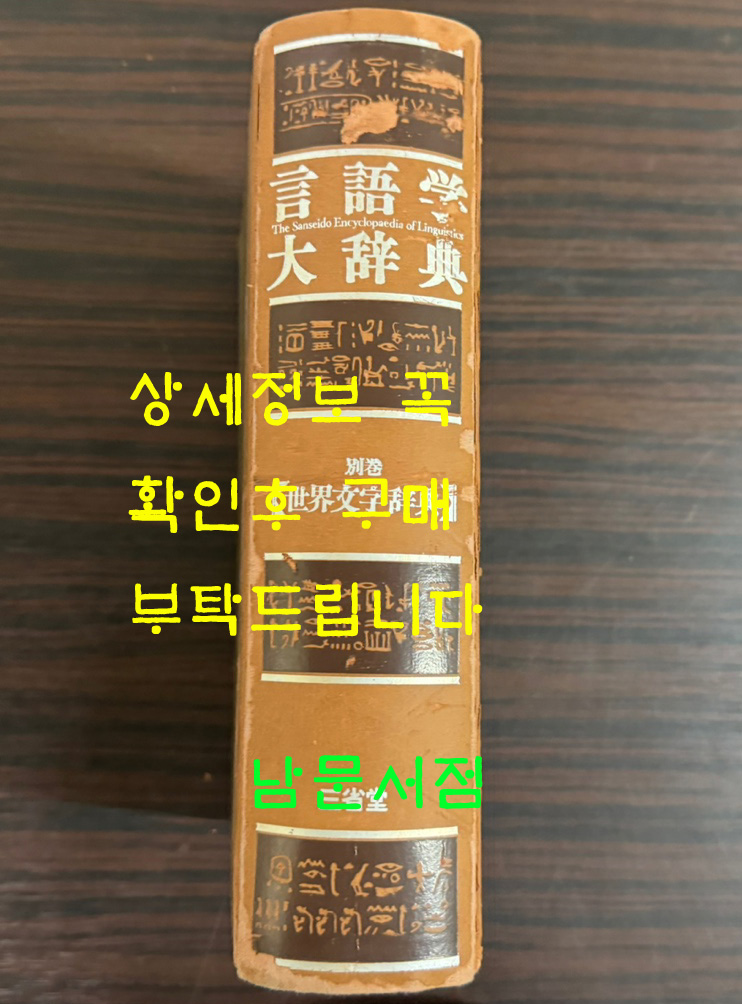 言語学
The Sanseido Encyclopaedia of Linguistics
大辞典
상세정보 꼭
別巻
世界文字辞典
확인후 구매
부탁드립니다
남문서점
三省堂